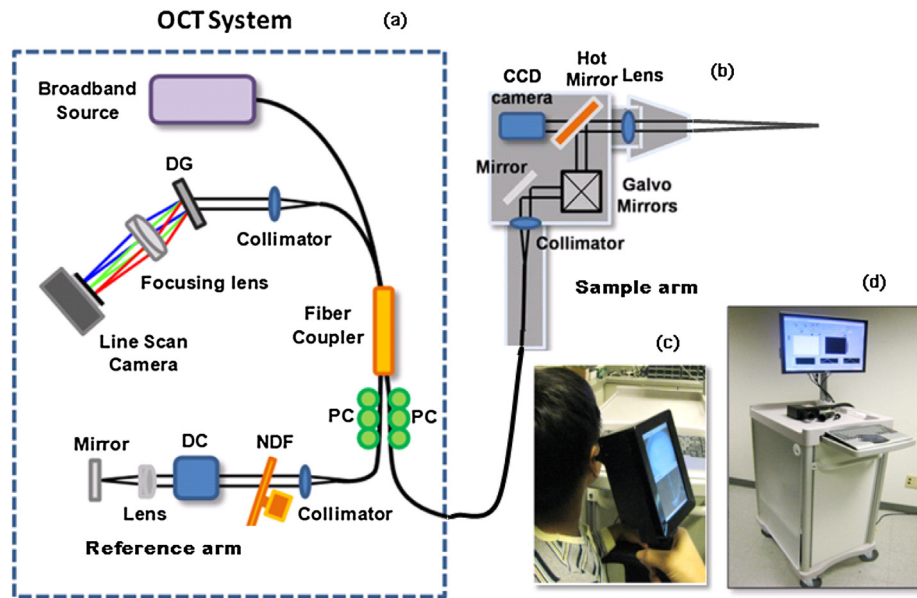 OCT System
(a)
Broadband
Source
DG
Collimator
Focusing lens
Line Scan
Camera
Fiber
Coupler
PC
PC
Mirror
DC
NDF
Lens
Collimator
Reference arm
(b)
CCD
camera
Hot
Mirror
Lens
Mirror
Galvo
Mirrors
Collimator
Sample arm
(c)
(d)